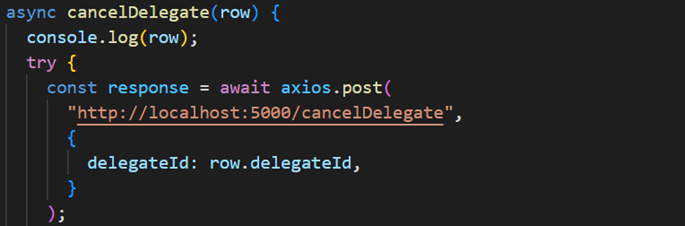 async cancelDelegate(row) {
console.log(row);
try {
const response = await axios.post(
"http://localhost:5000/cancelDelegate",
{
delegateId: row.delegateId,
}
);